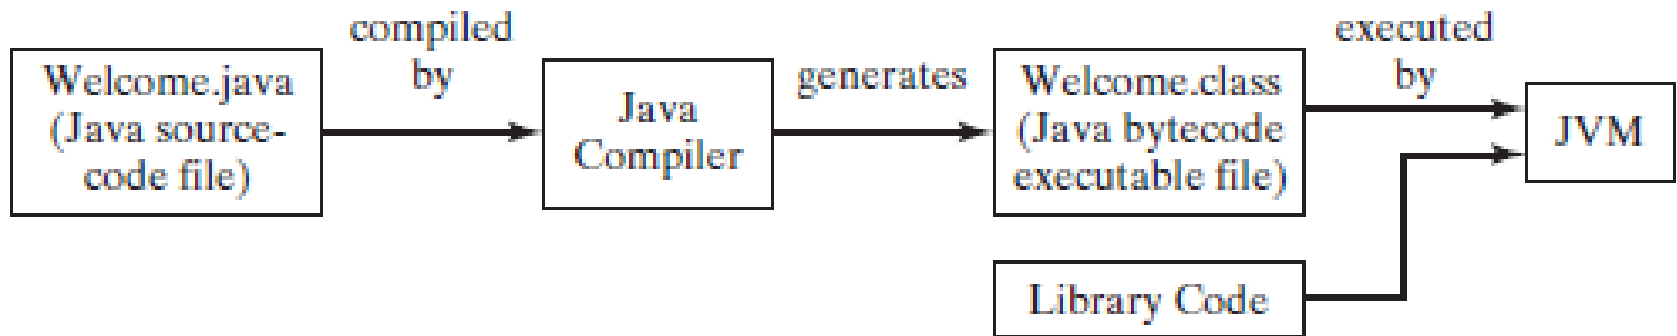 Welcome.java
(Java source-
code file)
compiled
by
Java
Compiler
generates
Welcome.class
(Java bytecode
executable file)
executed
by
JVM
Library Code